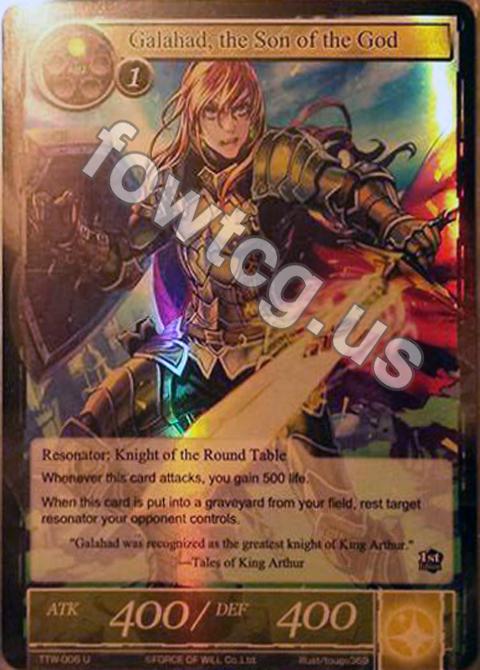 Galahad, the Son of the God
1
fowtcg.us
Resonator: Knight of the Round Table
Whenever this card attacks, you gain 500 life.
When this card is put into a graveyard from your field, rest target
resonator your opponent controls.
"Galahad was recognized as the greatest knight of King Arthur."
—Tales of King Arthur
1st
Edition
ATK 400/ DEF 400
TTW-006 U ©FORCE OF WILL Co.,Ltd. illust/touge369